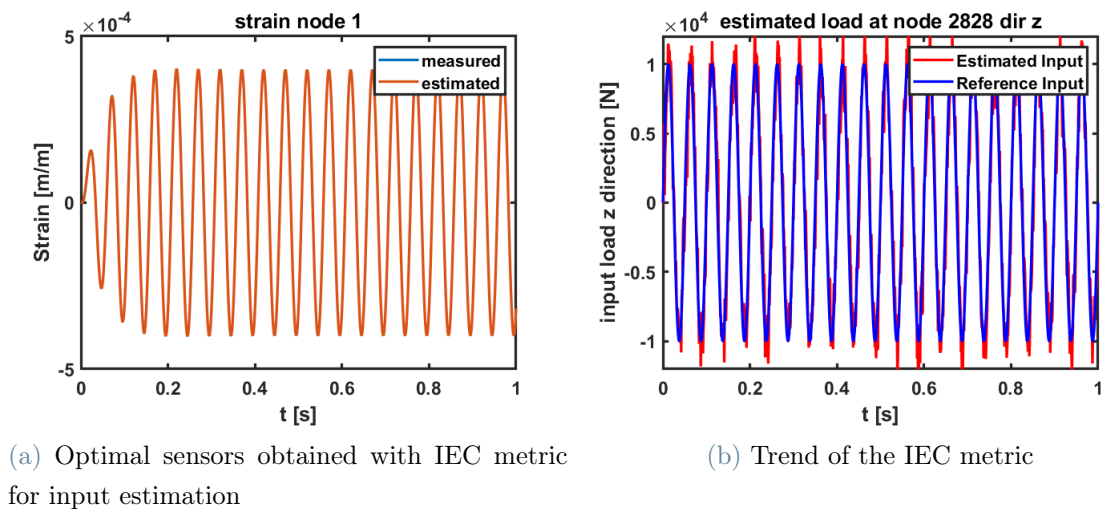 strain node 1
×10⁻⁴
5
0
-5
Strain [m/m]
measured
estimated
0 0.2 0.4 0.6 0.8 1
t [s]
(a) Optimal sensors obtained with IEC metric
for input estimation
estimated load at node 2828 dir z
×10⁴
1
0.5
0
-0.5
-1
input load z direction [N]
Estimated Input
Reference Input
0 0.2 0.4 0.6 0.8 1
t [s]
(b) Trend of the IEC metric